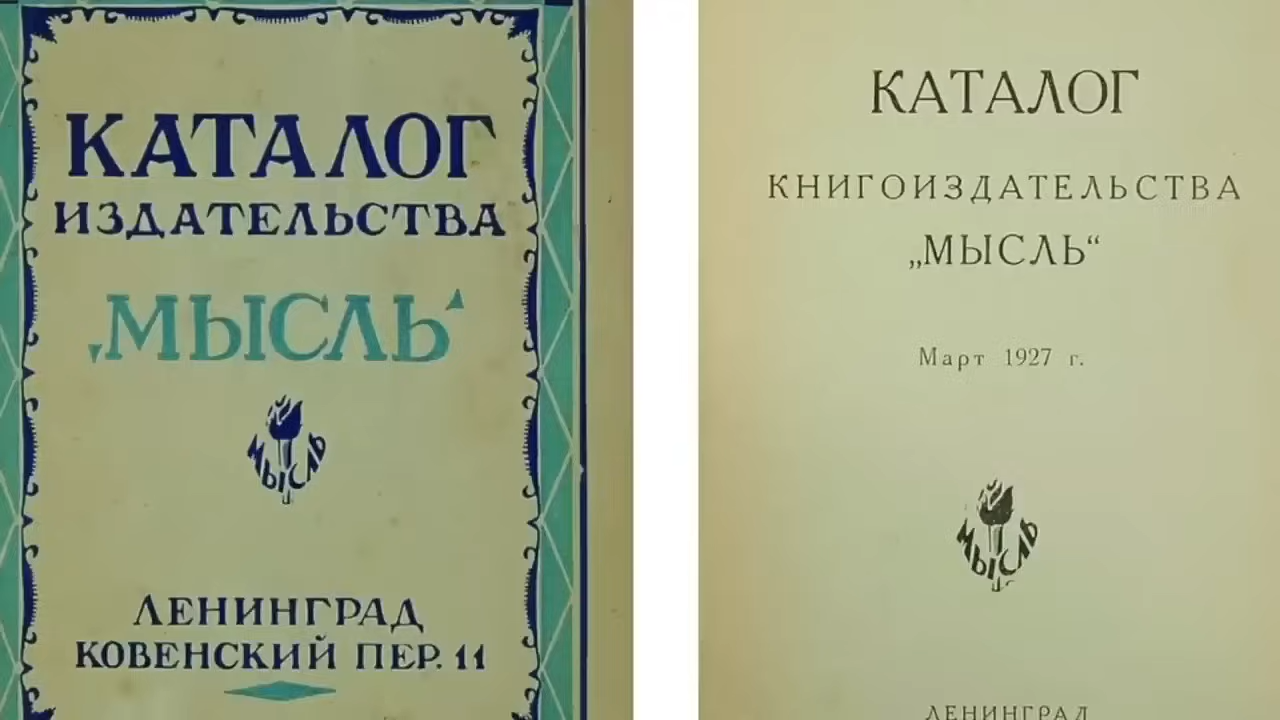 КАТАЛОГ
ИЗДАТЕЛЬСТВА
„МЫСЛЬ“
МЫСЛЬ
ЛЕНИНГРАД
КОВЕНСКИЙ ПЕР. 11
КАТАЛОГ
КНИГОИЗДАТЕЛЬСТВА
„МЫСЛЬ“
Март 1927 г.
МЫСЛЬ
ЛЕНИНГРАД